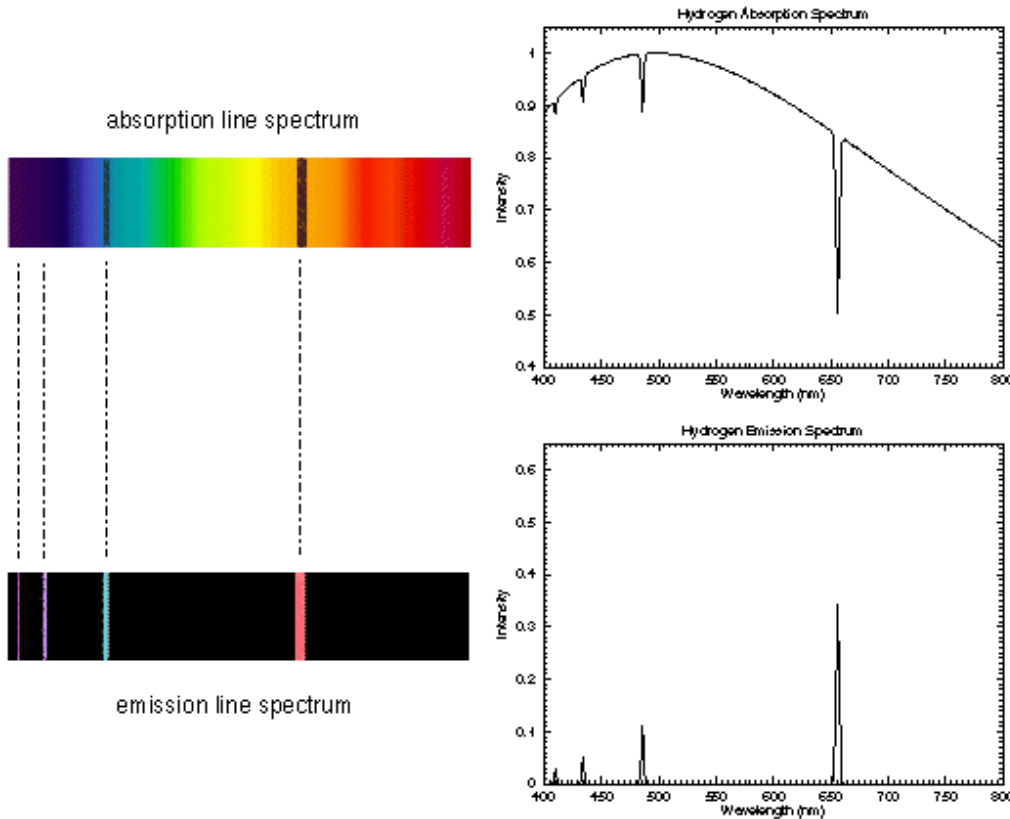 absorption line spectrum
emission line spectrum
Hydrogen Absorption Spectrum
1
0.9
0.8
0.7
0.6
0.5
0.4
Intensity
400 450 500 550 600 650 700 750 800
Wavelength (nm)
Hydrogen Emission Spectrum
0.6
0.5
0.4
0.3
0.2
0.1
0
Intensity
400 450 500 550 600 650 700 750 800
Wavelength (nm)